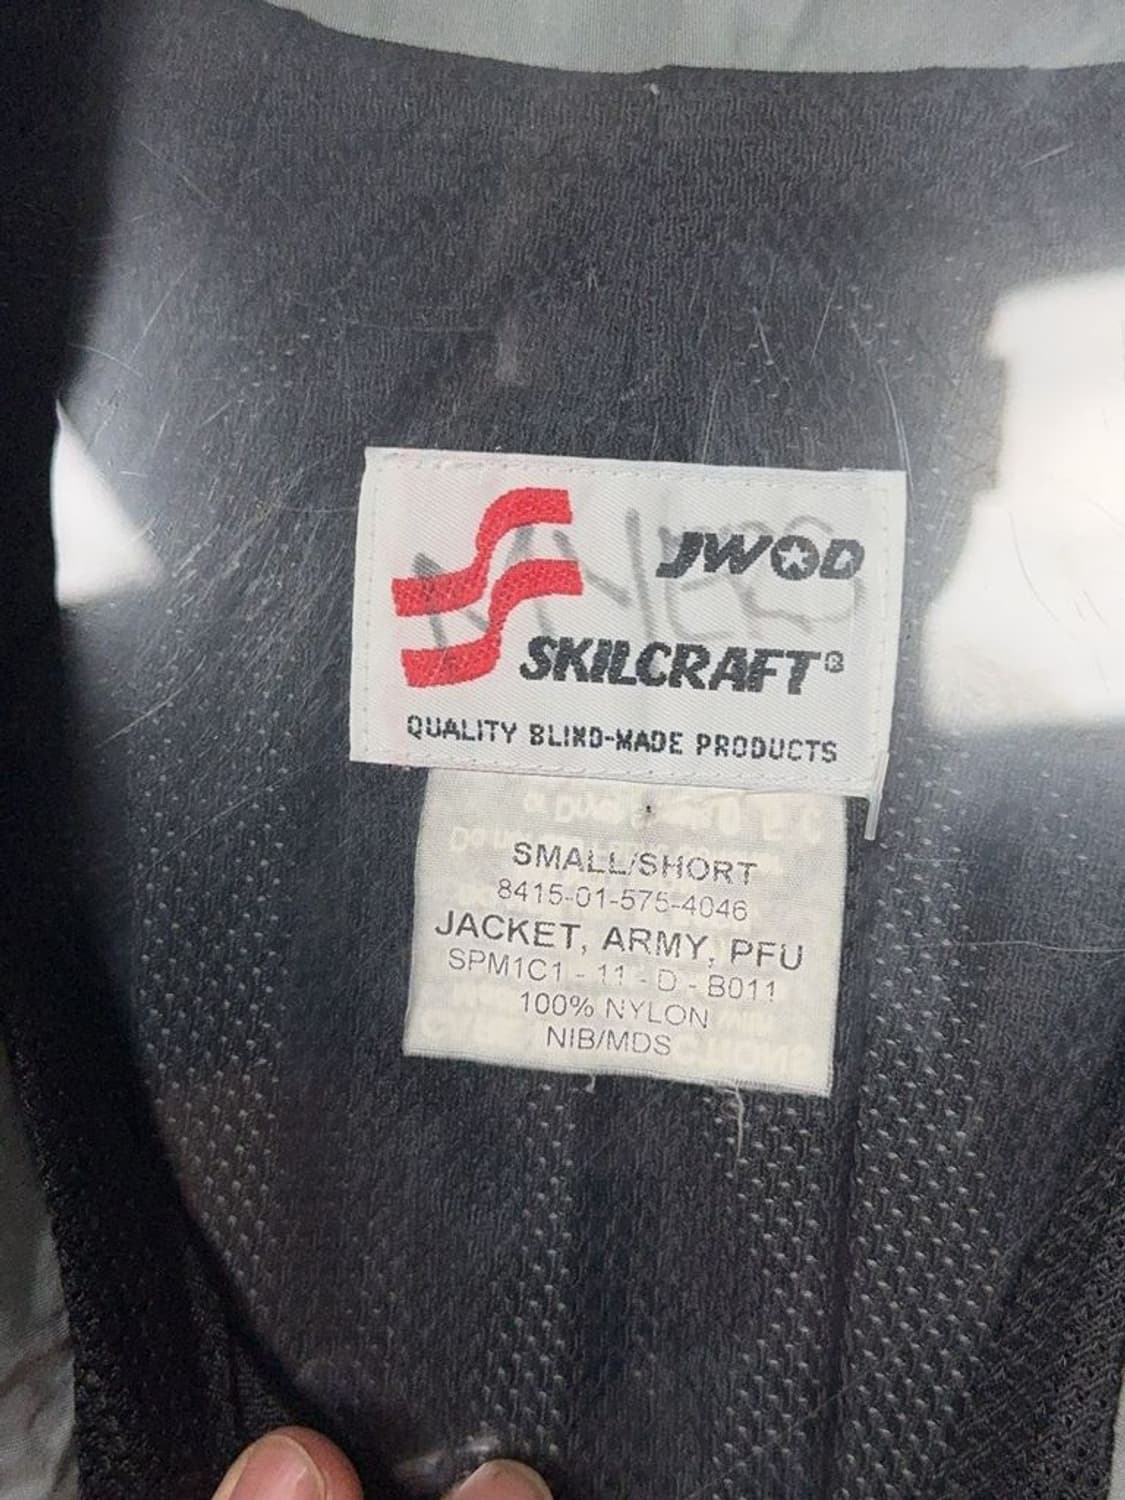 MYERS
JWOD
SKILCRAFT®
QUALITY BLIND-MADE PRODUCTS
SMALL/SHORT
8415-01-575-4046
JACKET, ARMY, PFU
SPM1C1 - 11 - D - B011
100% NYLON
NIB/MDS